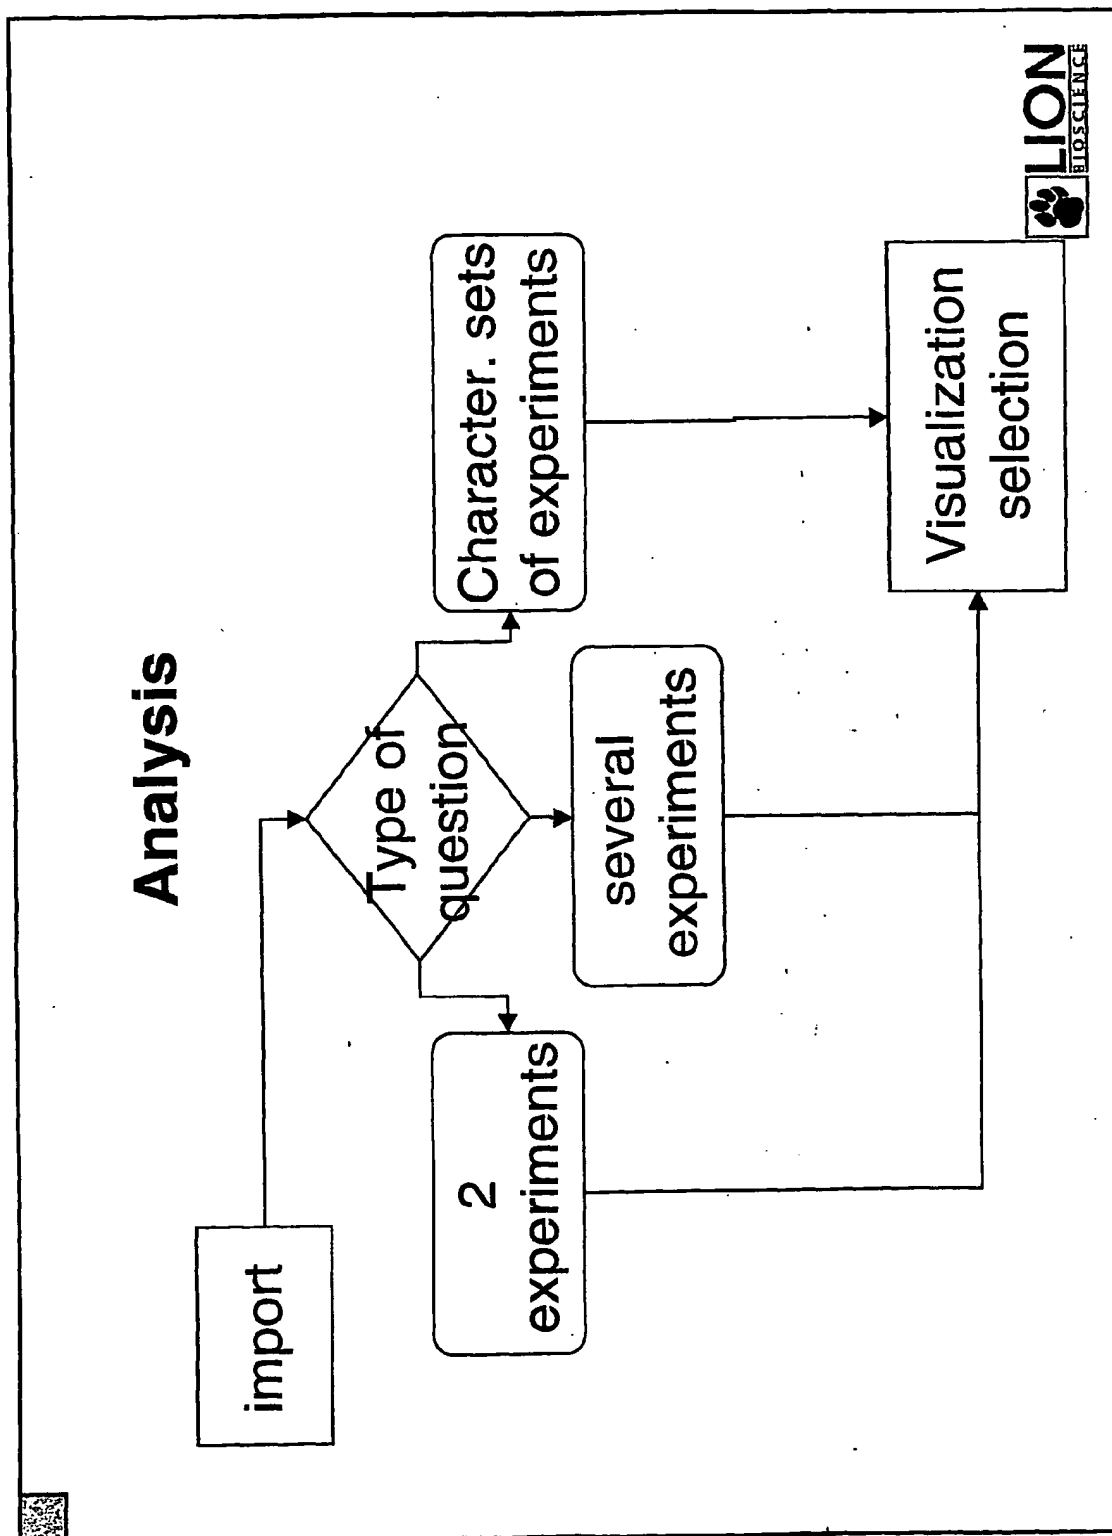 Analysis
import
Type of
question
2
experiments
several
experiments
Character. sets
of experiments
Visualization
selection
LION
BIOSCIENCE